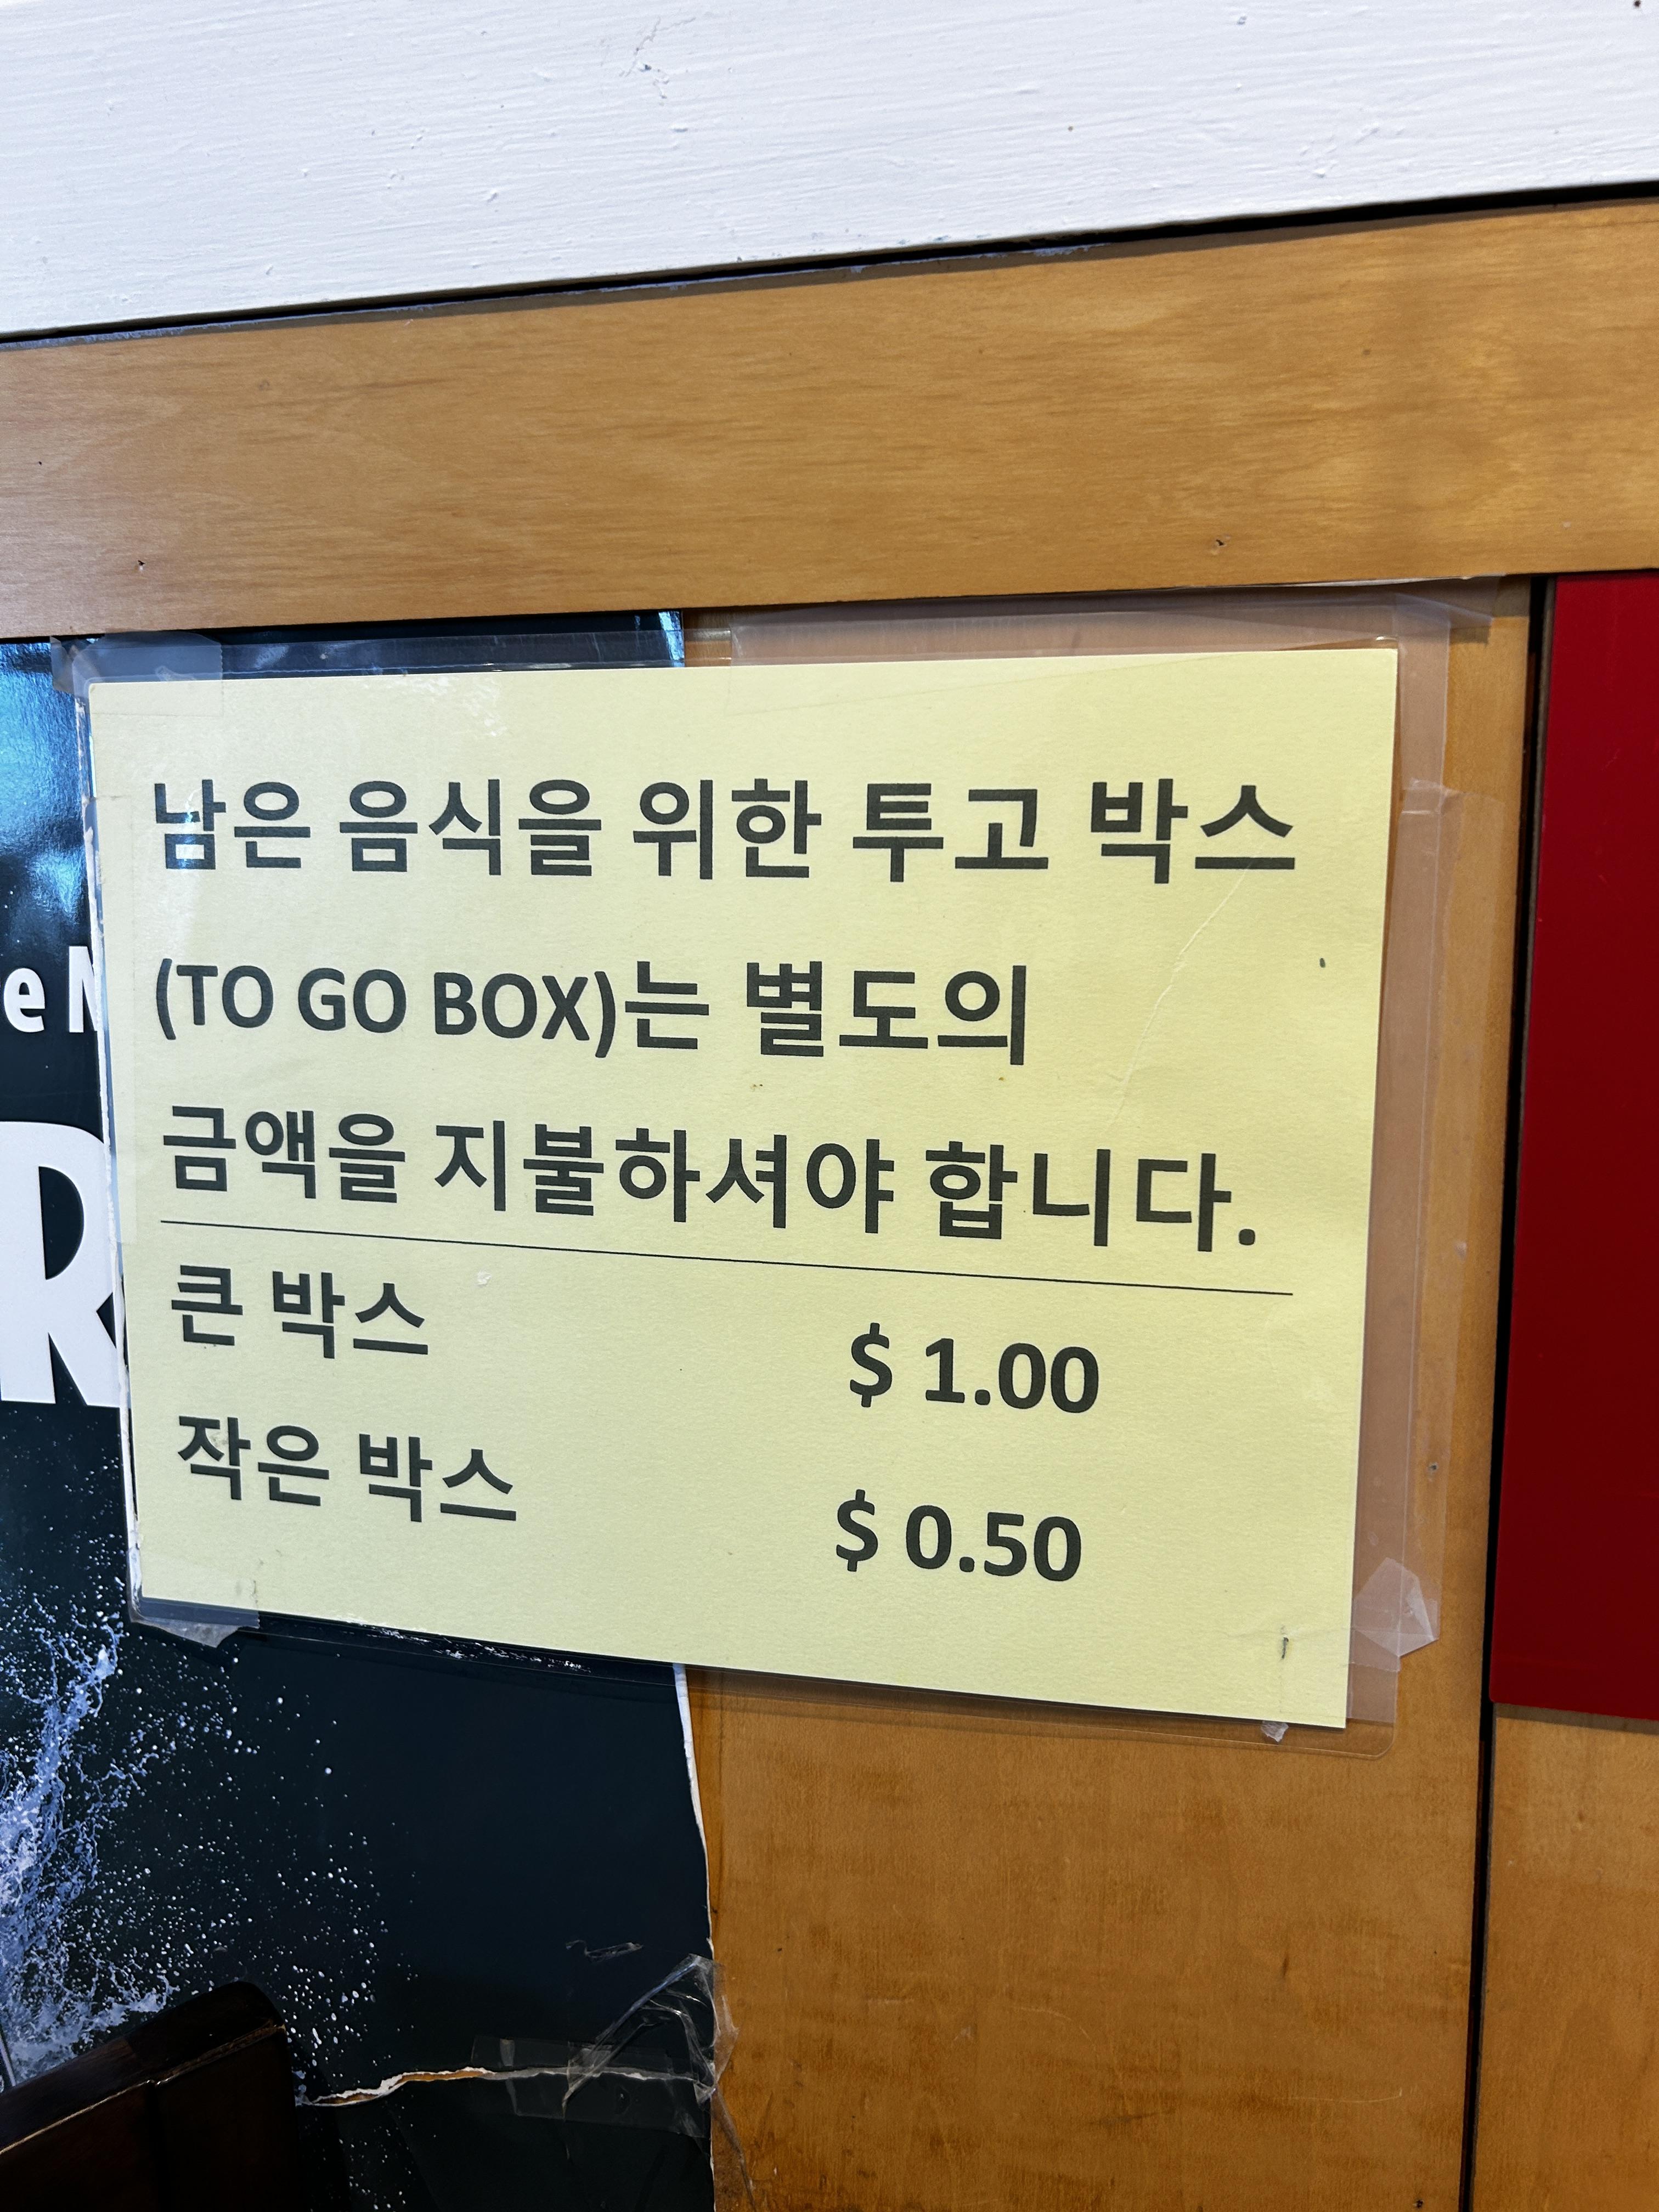 남은 음식을 위한 투고 박스
(TO GO BOX)는 별도의
금액을 지불하셔야 합니다.
큰 박스 $ 1.00
작은 박스 $ 0.50